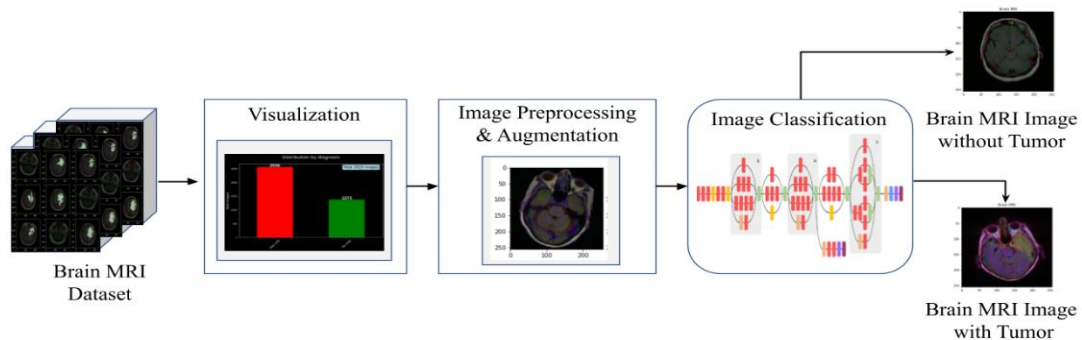 Brain MRI
Dataset
Visualization
Distribution by diagnosis
1373
Image Preprocessing
& Augmentation
0
50
100
150
200
250
0
100
200
Image Classification
Brain MRI
Brain MRI Image
without Tumor
Brain MRI
Brain MRI Image
with Tumor